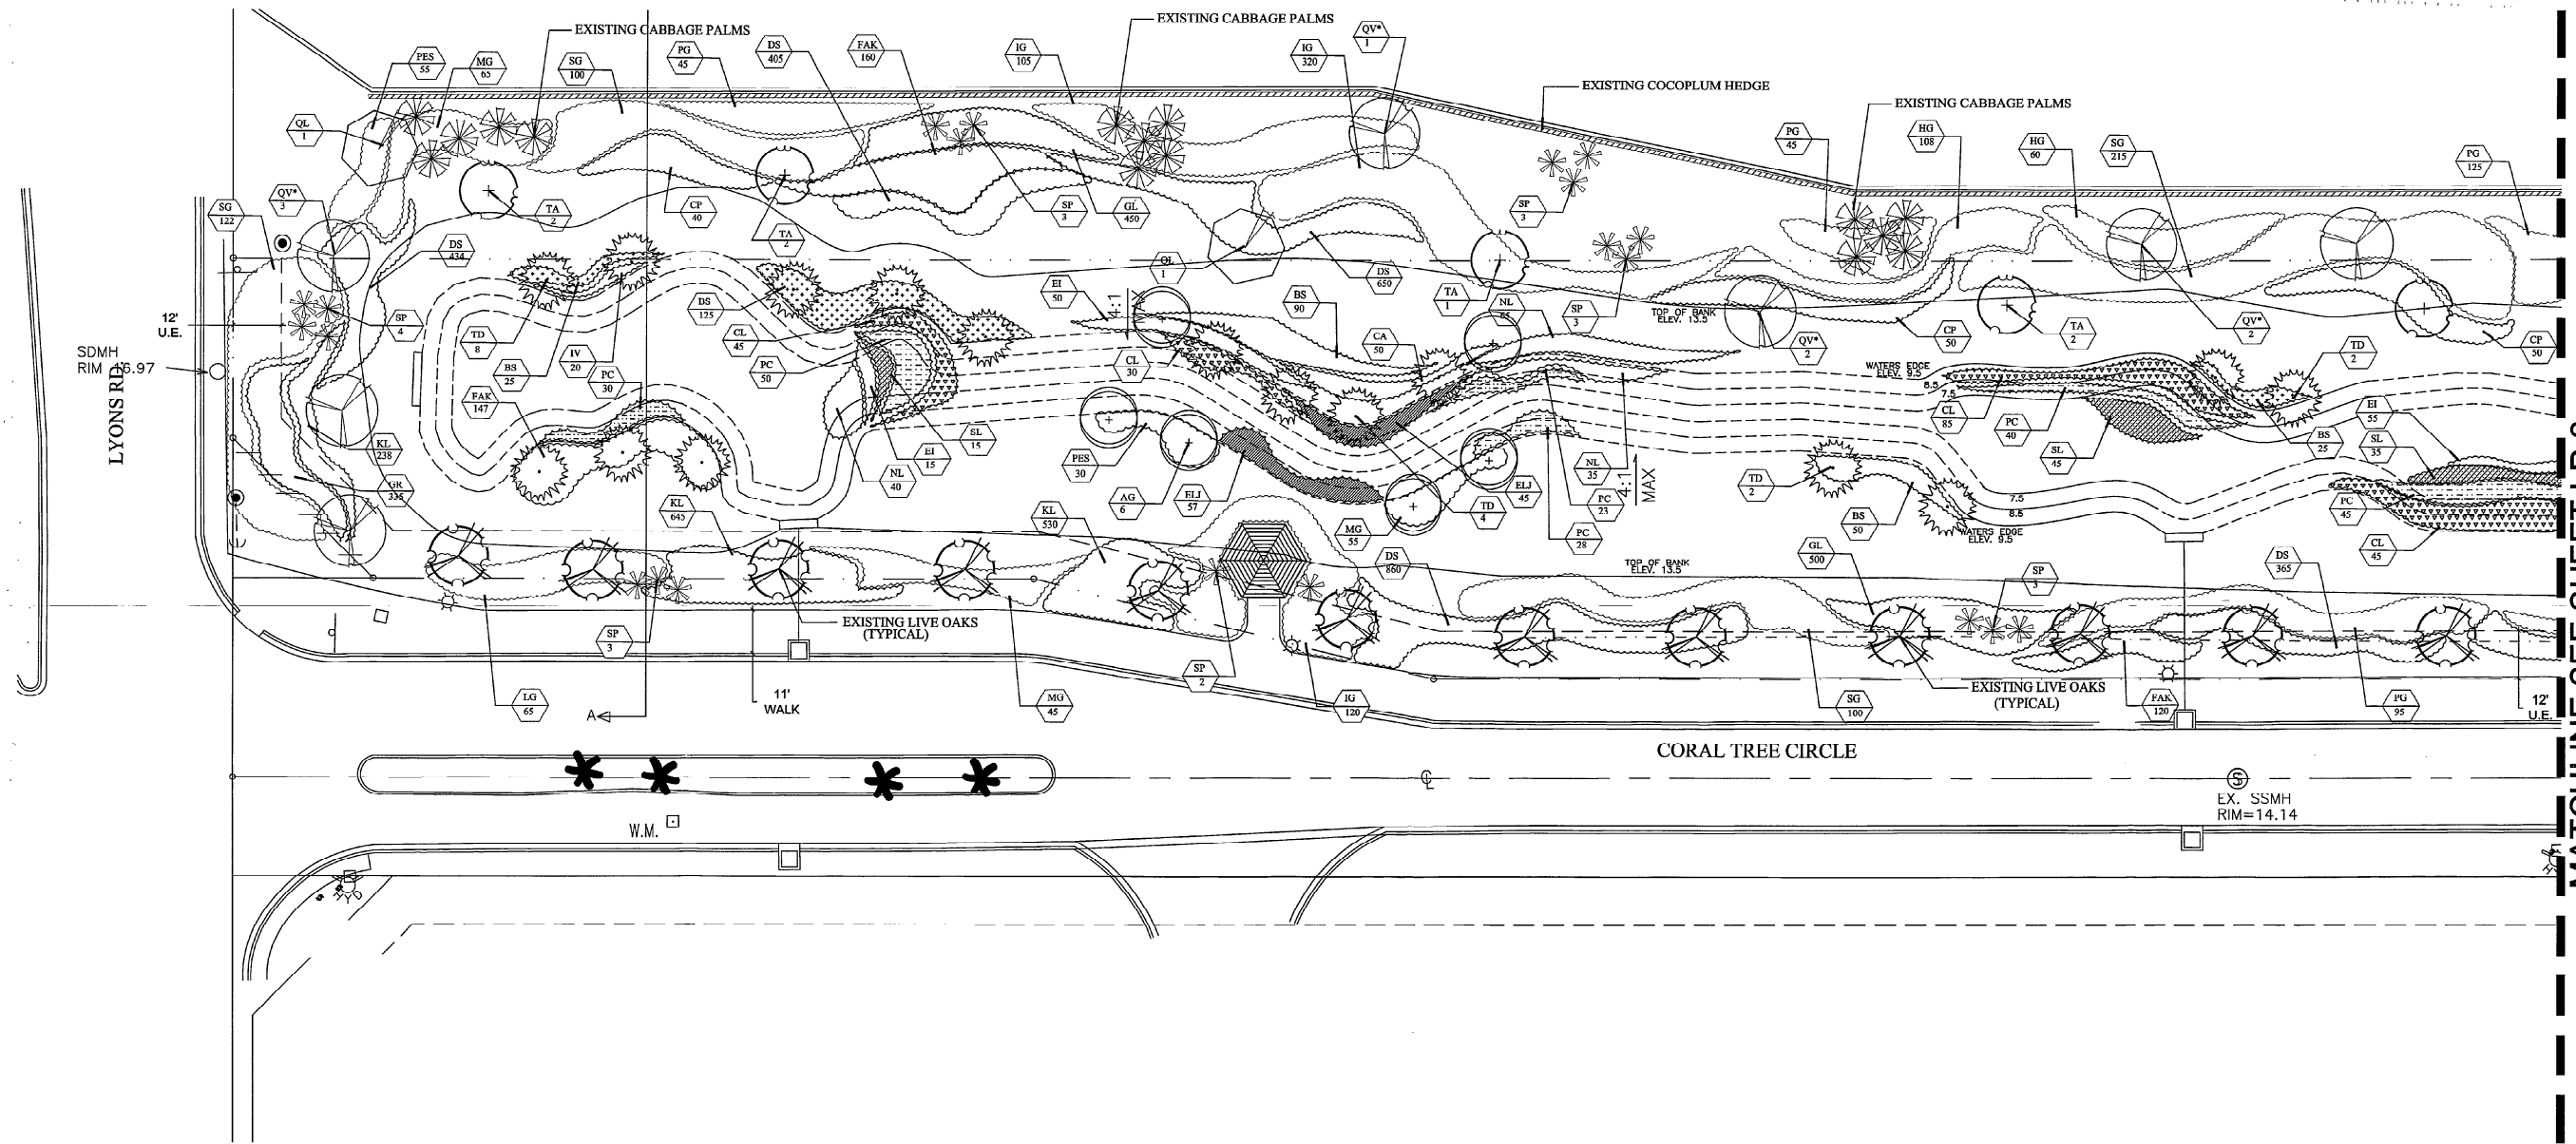 EXISTING CABBAGE PALMS
EXISTING CABBAGE PALMS
QV*
1
PES
55
MG
65
SG
100
PG
45
DS
405
FAK
160
IG
105
IG
320
EXISTING COCOPLUM HEDGE
EXISTING CABBAGE PALMS
QL
1
PG
45
HG
108
HG
60
SG
215
PG
125
QV*
3
SG
122
TA
2
CP
40
SP
3
GL
450
SP
3
DS
434
TA
2
QL
1
DS
650
EI
50
4:1
BS
90
TA
1
NL
SP
3
TOP OF BANK
ELEV. 13.5
QV*
2
CP
50
TA
2
QV*
2
TD
2
CP
50
12'
U.E.
SP
4
TD
8
BS
125
CL
45
PC
50
CA
50
CL
30
SDMH
RIM 16.97
LYONS RD.
BS
25
IV
20
PC
30
FAK
147
WATERS EDGE
ELEV. 9.5
8.5
7.5
CL
85
PC
40
SL
45
EI
55
BS
25
SL
35
KL
238
GR
335
NL
40
EI
15
SL
15
PES
30
AG
6
ELJ
57
MG
55
TD
4
ELJ
45
NL
35
PC
23
4:1
MAX
PC
28
TD
2
BS
50
7.5
8.5
WATERS EDGE
ELEV. 9.5
PC
45
CL
45
KL
645
KL
530
DS
860
TOP OF BANK
ELEV. 13.5
GL
500
SP
3
DS
365
SP
3
EXISTING LIVE OAKS
(TYPICAL)
SP
2
LG
65
A
11'
WALK
MG
45
IG
120
SG
100
EXISTING LIVE OAKS
(TYPICAL)
FAK
120
PG
95
12'
U.E.
CORAL TREE CIRCLE
S
EX. SSMH
RIM=14.14
W.M.
HYD